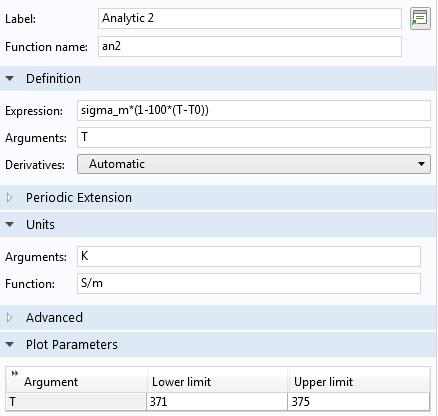 Label: Analytic 2
Function name: an2
Definition
Expression: sigma_m*(1-100*(T-T0))
Arguments: T
Derivatives: Automatic
Periodic Extension
Units
Arguments: K
Function: S/m
Advanced
Plot Parameters
Argument Lower limit Upper limit
T 371 375